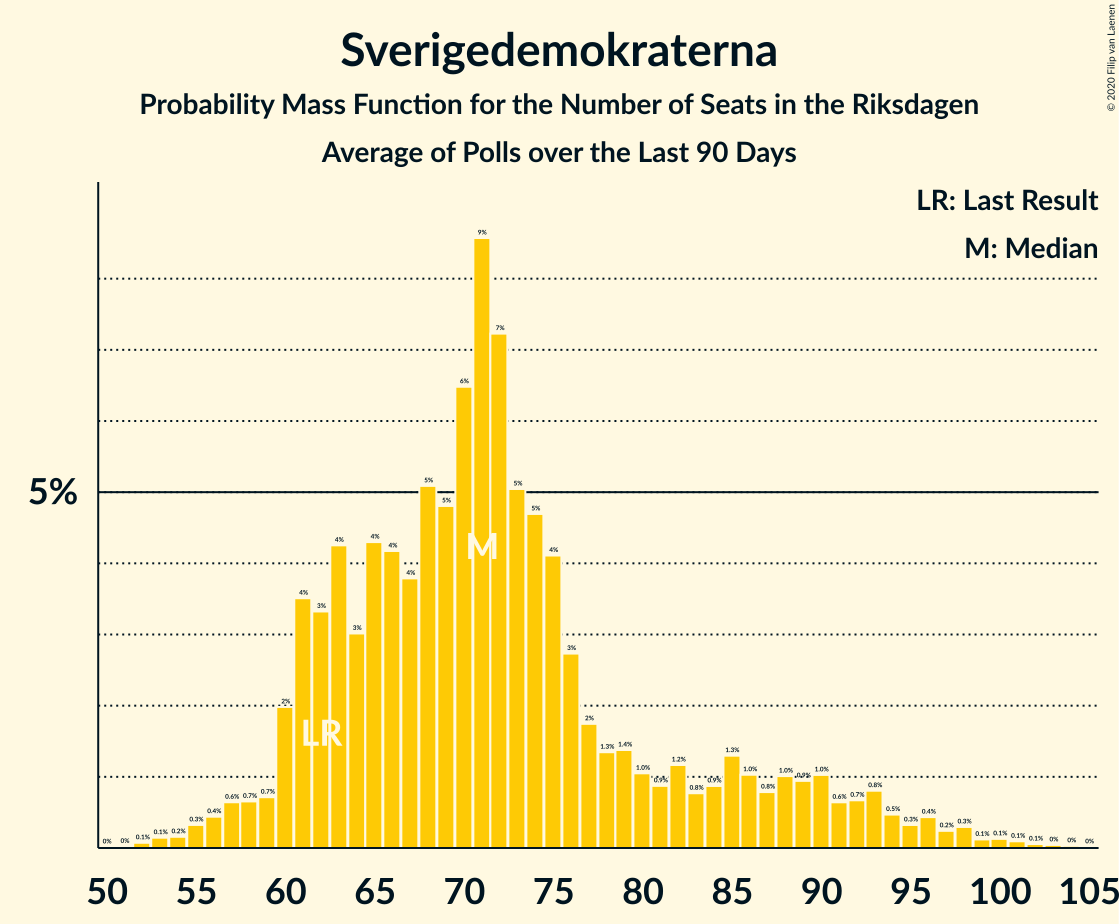 Sverigedemokraterna
Probability Mass Function for the Number of Seats in the Riksdagen
Average of Polls over the Last 90 Days
© 2020 Filip van Laenen
LR: Last Result
M: Median
5%
0% 0% 0.1% 0.1% 0.2% 0.3% 0.4% 0.6% 0.7% 0.7% 2% 4% 3% 4% 3% 4% 4% 4% 5% 5% 6% 9% 7% 5% 5% 4% 3% 2% 1.3% 1.4% 1.0% 0.9% 1.2% 0.8% 0.9% 1.3% 1.0% 0.8% 1.0% 0.9% 1.0% 0.6% 0.7% 0.8% 0.5% 0.3% 0.4% 0.2% 0.3% 0.1% 0.1% 0.1% 0.1% 0% 0% 0%
M
LR
50 55 60 65 70 75 80 85 90 95 100 105